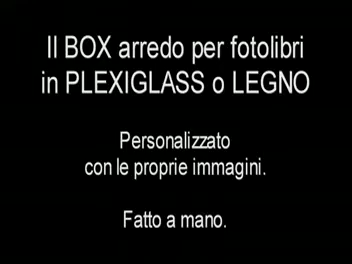 Il BOX arredo per fotolibri
in PLEXIGLASS o LEGNO
Personalizzato
con le proprie immagini.
Fatto a mano.